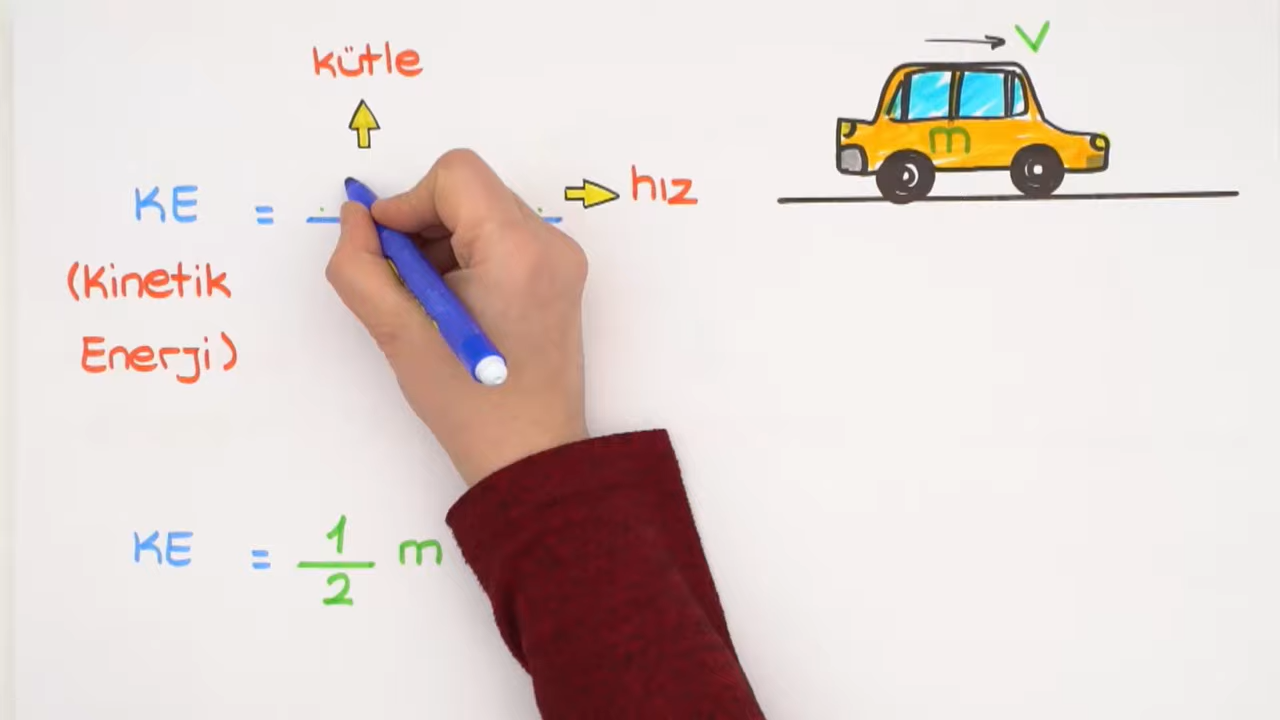 kütle
V
m
KE =
hız
(Kinetik
Enerji)
KE = 1/2 m